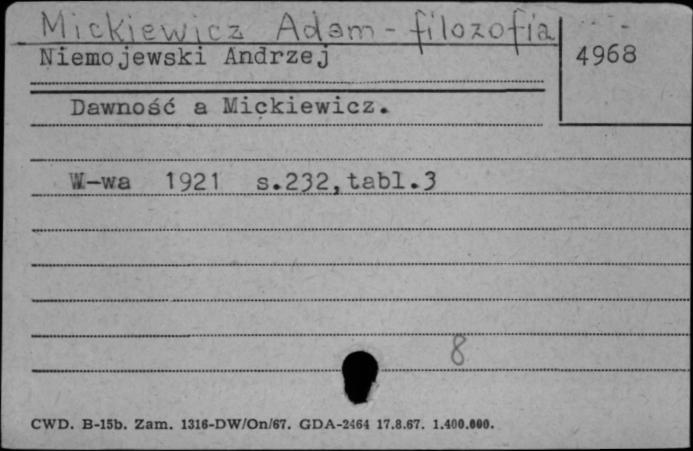 Mickiewicz Adam - filozofia
Niemojewski Andrzej
4968
Dawność a Mickiewicz.
W-wa 1921 s.232,tabl.3
8
CWD. B-15b. Zam. 1316-DW/On/67. GDA-2464 17.8.67. 1.400.000.